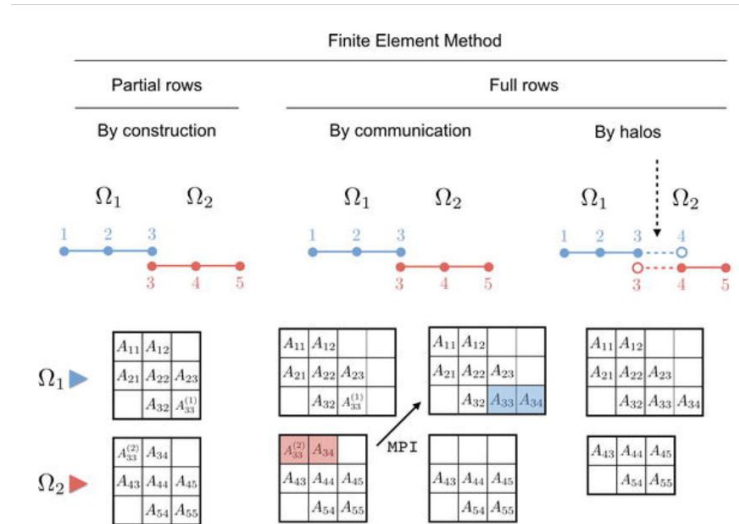 Finite Element Method
Partial rows Full rows
By construction By communication By halos
Ω₁ Ω₂ Ω₁ Ω₂ Ω₁ Ω₂
1 2 3 1 2 3 1 2 3 4
3 4 5 3 4 5 3 4 5
A₁₁ A₁₂ A₁₁ A₁₂ A₁₁ A₁₂ A₁₁ A₁₂
Ω₁ A₂₁ A₂₂ A₂₃ A₂₁ A₂₂ A₂₃ A₂₁ A₂₂ A₂₃ A₂₁ A₂₂ A₂₃
A₃₂ A₃₃⁽¹⁾ A₃₂ A₃₃⁽¹⁾ A₃₂ A₃₃ A₃₄ A₃₂ A₃₃ A₃₄
MPI
A₃₃⁽²⁾ A₃₄ A₃₃⁽²⁾ A₃₄ A₄₃ A₄₄ A₄₅
Ω₂ A₄₃ A₄₄ A₄₅ A₄₃ A₄₄ A₄₅ A₄₃ A₄₄ A₄₅ A₅₄ A₅₅
A₅₄ A₅₅ A₅₄ A₅₅ A₅₄ A₅₅